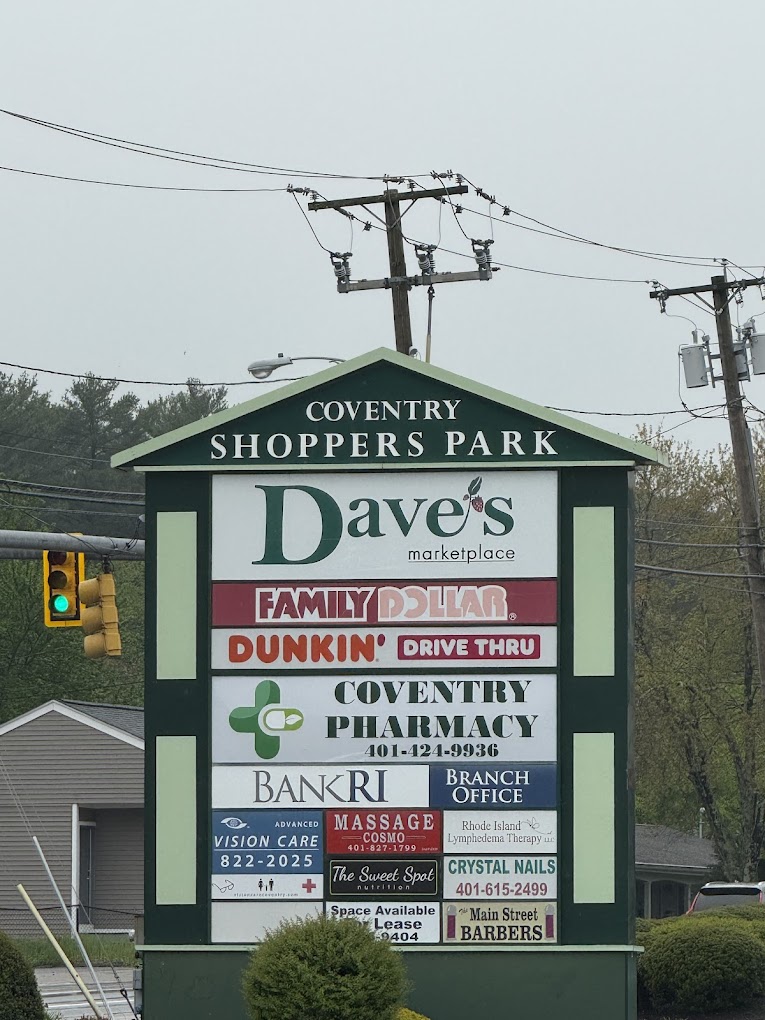 COVENTRY
SHOPPERS PARK
Dave's
marketplace
FAMILY DOLLAR®
DUNKIN' DRIVE THRU
COVENTRY
PHARMACY
401-424-9936
BANKRI
BRANCH
OFFICE
ADVANCED
VISION CARE
822-2025
MASSAGE
COSMO
401-827-1799
Rhode Island
Lymphedema Therapy LLC
The Sweet Spot
nutrition
CRYSTAL NAILS
401-615-2499
Space Available
Lease
9404
The Main Street
BARBERS